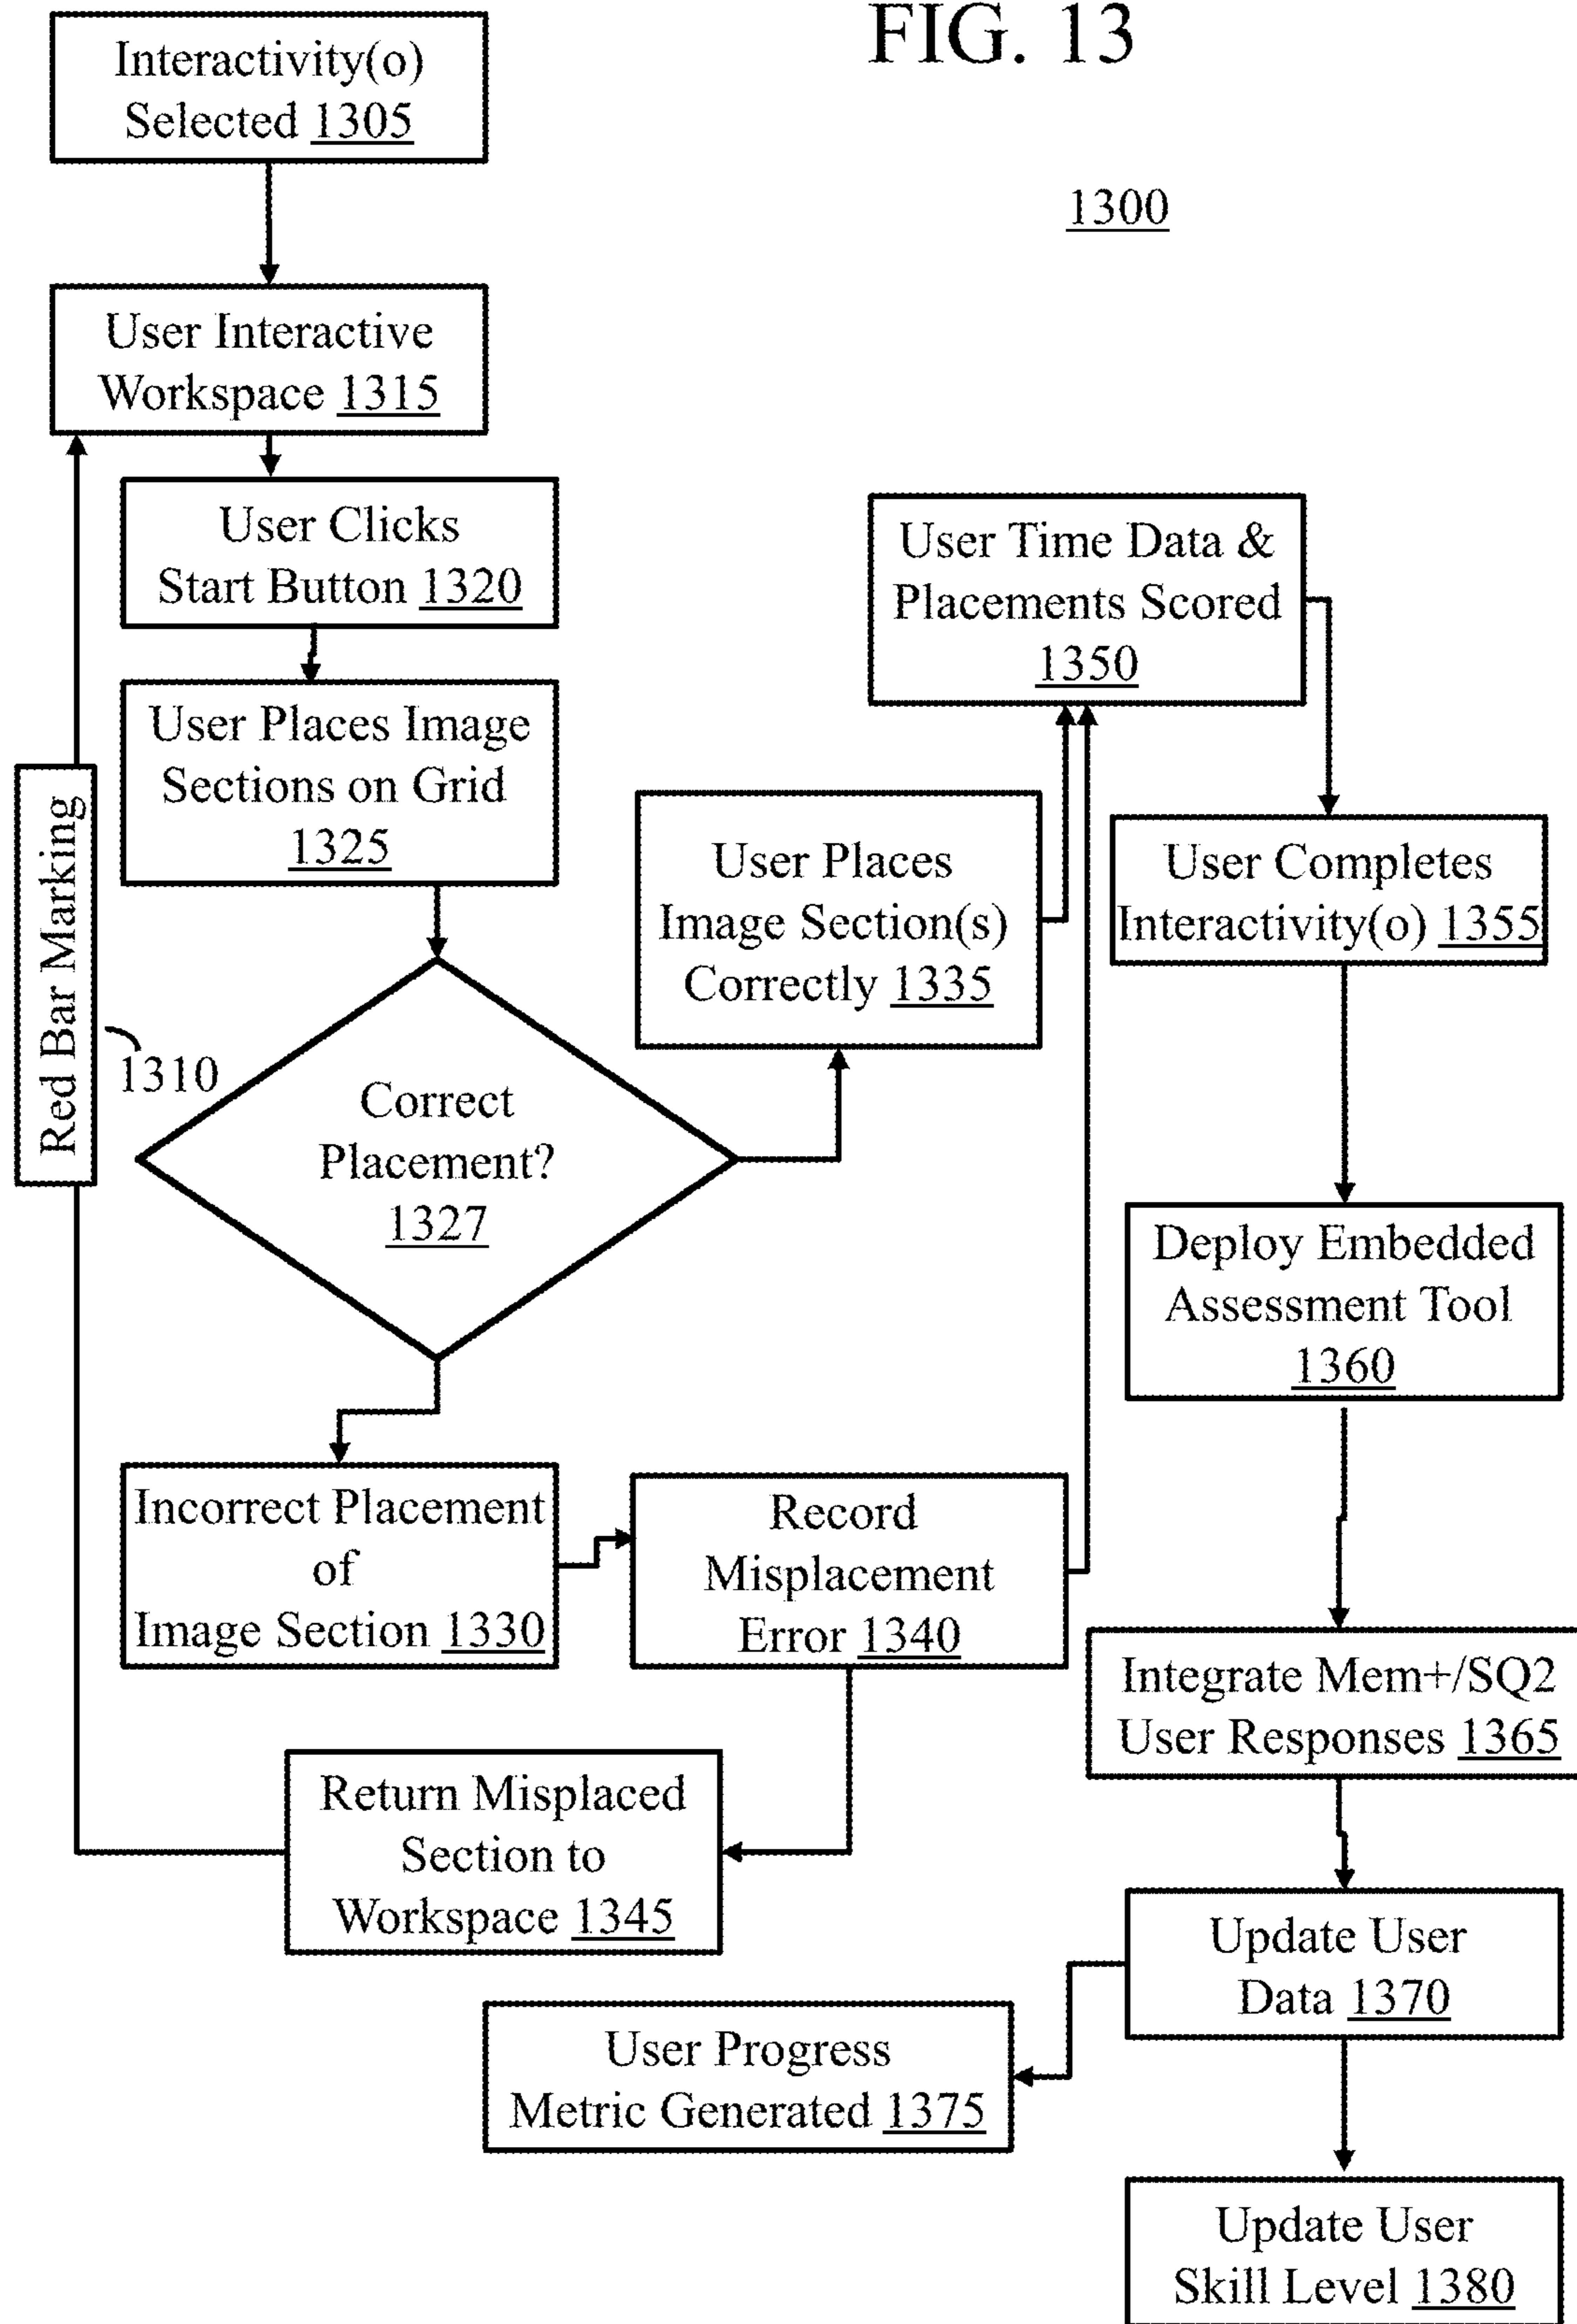 FIG. 13
1300
Interactivity(o)
Selected 1305
User Interactive
Workspace 1315
User Clicks
Start Button 1320
User Places Image
Sections on Grid
1325
Red Bar Marking
1310
Correct
Placement?
1327
User Places
Image Section(s)
Correctly 1335
User Time Data &
Placements Scored
1350
User Completes
Interactivity(o) 1355
Deploy Embedded
Assessment Tool
1360
Incorrect Placement
of
Image Section 1330
Record
Misplacement
Error 1340
Return Misplaced
Section to
Workspace 1345
Integrate Mem+/SQ2
User Responses 1365
Update User
Data 1370
User Progress
Metric Generated 1375
Update User
Skill Level 1380